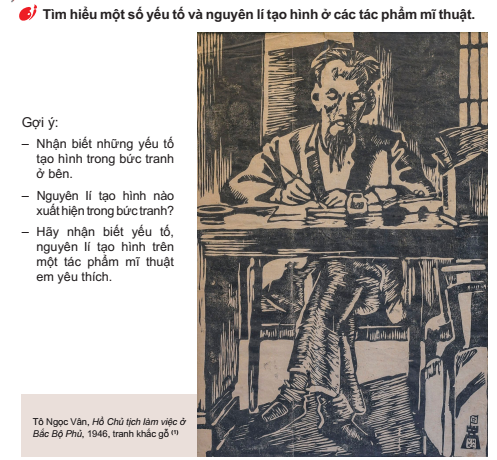 Tìm hiểu một số yếu tố và nguyên lí tạo hình ở các tác phẩm mĩ thuật.
Gợi ý:
– Nhận biết những yếu tố
tạo hình trong bức tranh
ở bên.
– Nguyên lí tạo hình nào
xuất hiện trong bức tranh?
– Hãy nhận biết yếu tố,
nguyên lí tạo hình trên
một tác phẩm mĩ thuật
em yêu thích.
Tô Ngọc Vân, Hồ Chủ tịch làm việc ở
Bắc Bộ Phủ, 1946, tranh khắc gỗ (1)